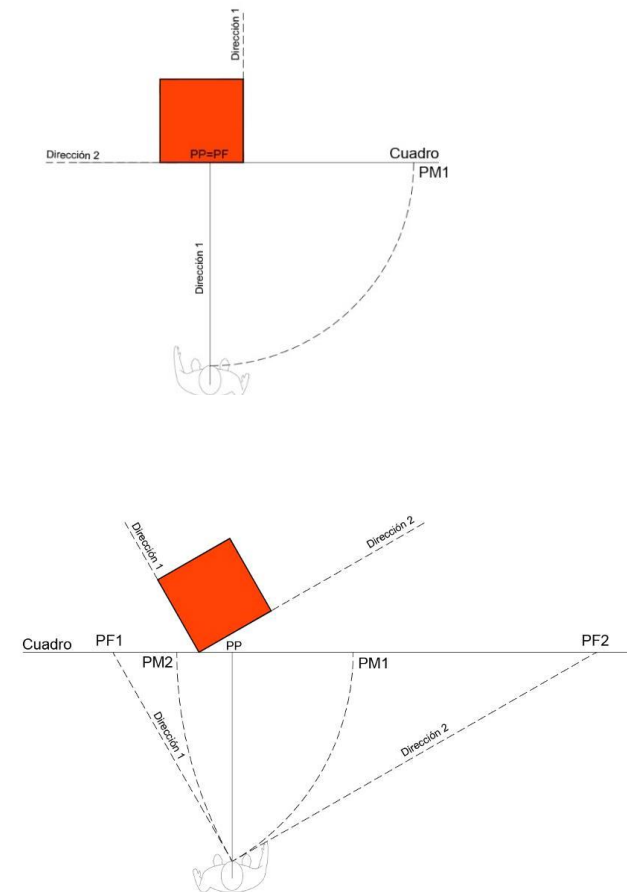 Dirección 1
Dirección 2
PP=PF
Cuadro
PM1
Dirección 1
Dirección 1
Dirección 2
Cuadro
PF1
PM2
PP
PM1
PF2
Dirección 1
Dirección 2